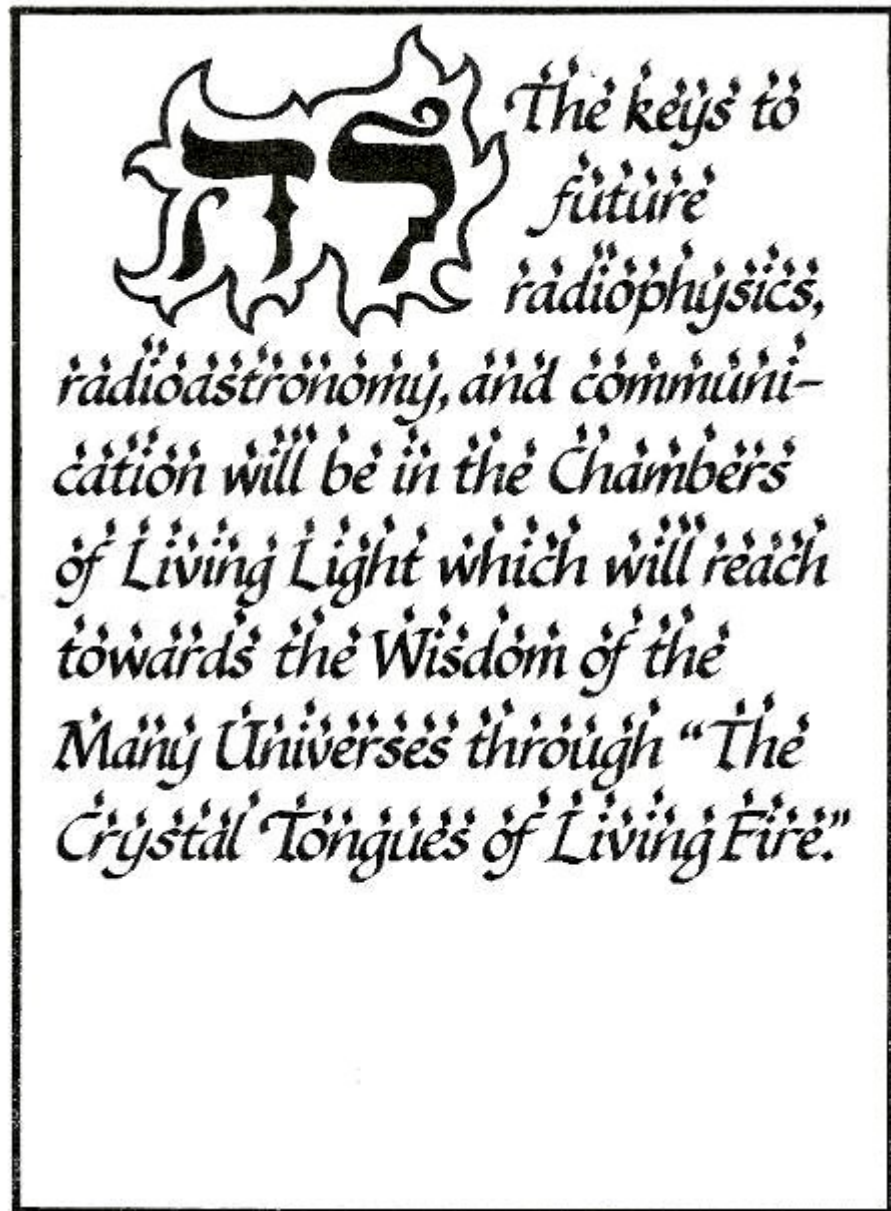 לה
The keys to
future
radiophysics,
radioastronomy, and communi-
cation will be in the Chambers
of Living Light which will reach
towards the Wisdom of the
Many Universes through “The
Crystal Tongues of Living Fire.”